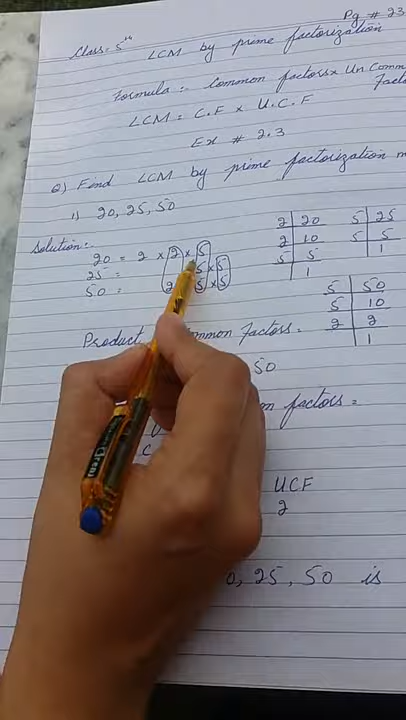 Pg # 23
Class: 5th
LCM by prime factorization
Formula:- Common factors x Un Comm
Facto
LCM = C.F x U.C.F
Ex # 2.3
Q) Find LCM by prime factorization m
1) 20, 25, 50
Solution:-
20 = 2 x 2 x 5
25 = 5 x 5
50 = 2 5 x 5
2 | 20
2 | 10
5 | 5
1
5 | 25
5 | 5
1
5 | 50
5 | 10
2 | 2
1
Product ommon Factors.
50
n factors =
C
UCF
2
0, 25, 50 is